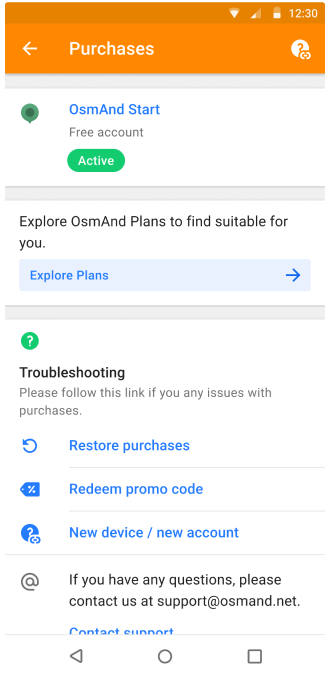 12:30
Purchases
OsmAnd Start
Free account
Active
Explore OsmAnd Plans to find suitable for
you.
Explore Plans
Troubleshooting
Please follow this link if you any issues with
purchases.
Restore purchases
Redeem promo code
New device / new account
If you have any questions, please
contact us at support@osmand.net.
Contact support